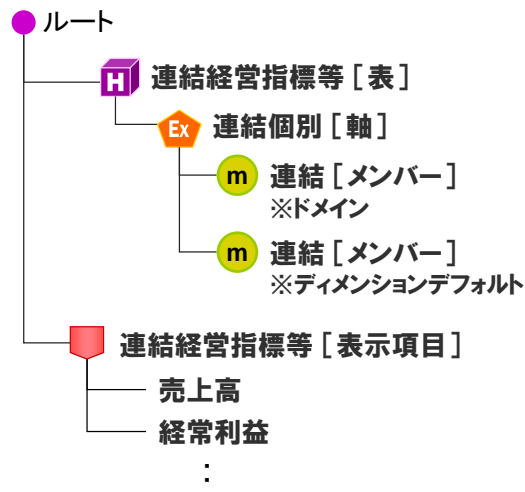 ルート
H 連結経営指標等［表］
Ex 連結個別［軸］
m 連結［メンバー］
※ドメイン
m 連結［メンバー］
※ディメンションデフォルト
連結経営指標等［表示項目］
売上高
経常利益
：